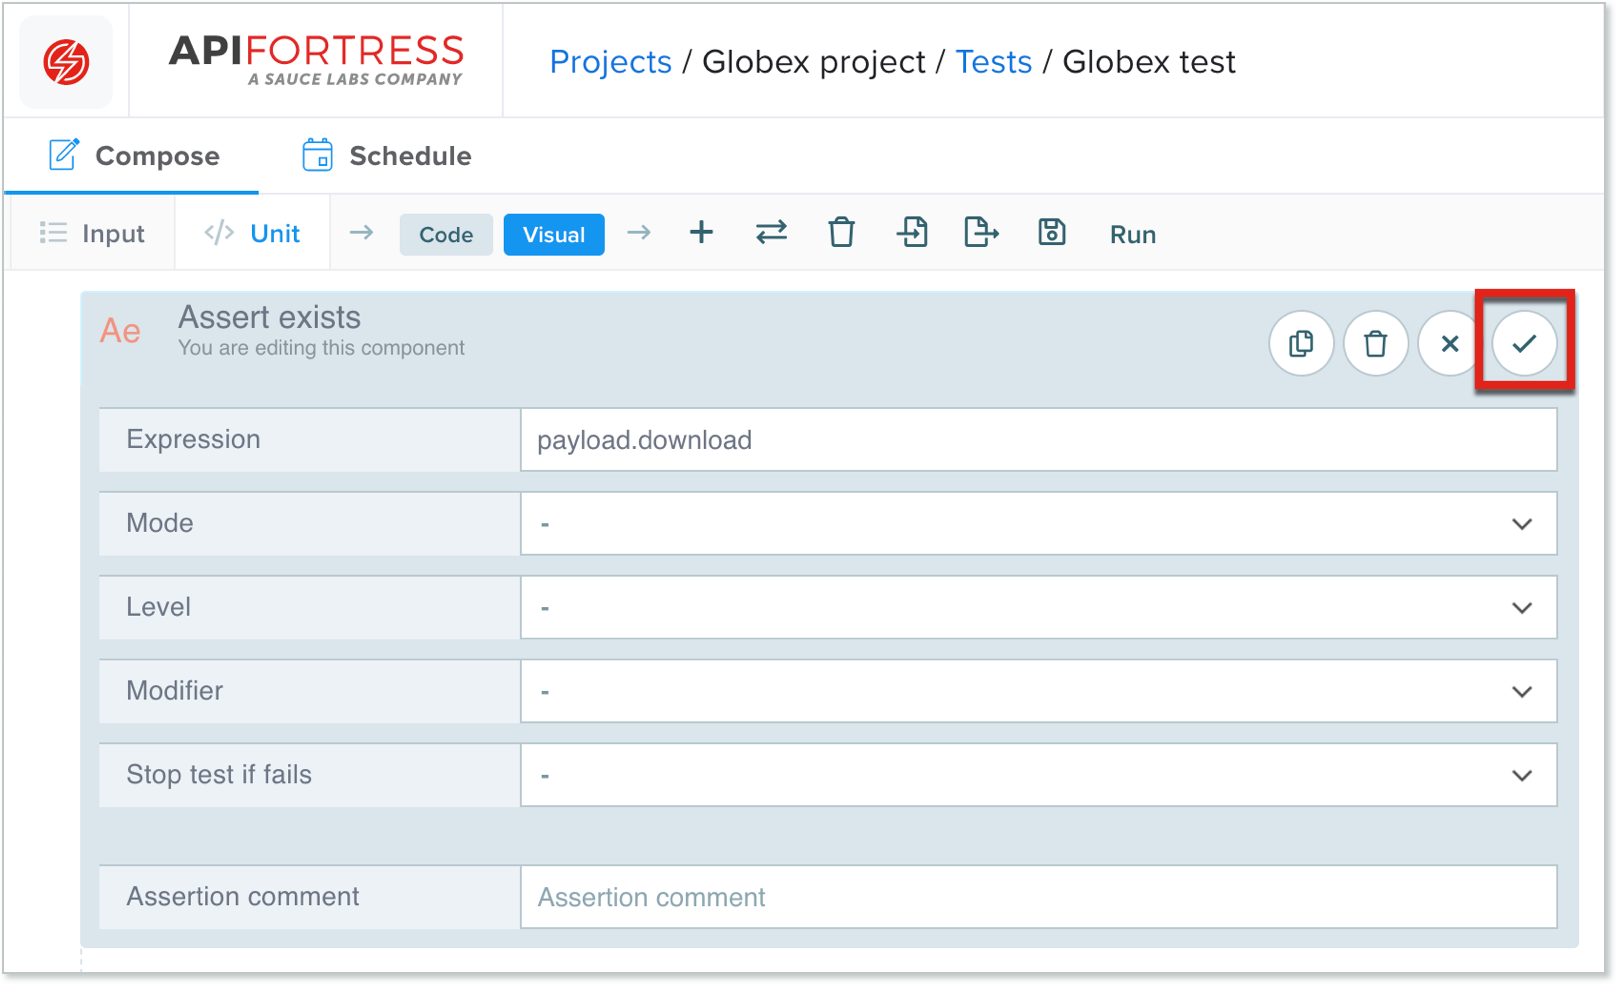 APIFORTRESS
A SAUCE LABS COMPANY
Projects / Globex project / Tests / Globex test
Compose
Schedule
Input
Unit
Code
Visual
Run
Ae
Assert exists
You are editing this component
Expression
payload.download
Mode
-
Level
-
Modifier
-
Stop test if fails
-
Assertion comment
Assertion comment